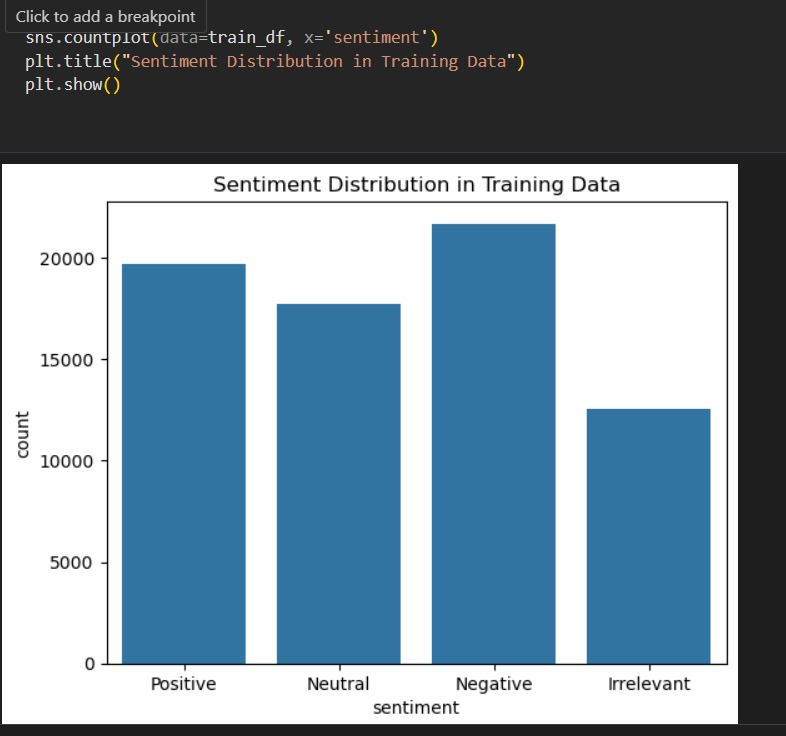 Click to add a breakpoint
sns.countplot(data=train_df, x='sentiment')
plt.title("Sentiment Distribution in Training Data")
plt.show()
Sentiment Distribution in Training Data
20000
15000
10000
5000
0
count
Positive Neutral Negative Irrelevant
sentiment